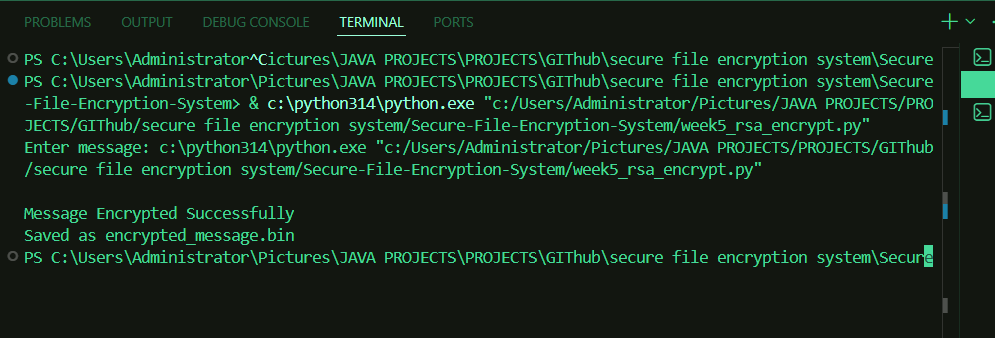 PROBLEMS OUTPUT DEBUG CONSOLE TERMINAL PORTS
PS C:\Users\Administrator^Cictures\JAVA PROJECTS\PROJECTS\GIThub\secure file encryption system\Secure
PS C:\Users\Administrator\Pictures\JAVA PROJECTS\PROJECTS\GIThub\secure file encryption system\Secure
-File-Encryption-System> & c:\python314\python.exe "c:/Users/Administrator/Pictures/JAVA PROJECTS/PRO
JECTS/GIThub/secure file encryption system/Secure-File-Encryption-System/week5_rsa_encrypt.py"
Enter message: c:\python314\python.exe "c:/Users/Administrator/Pictures/JAVA PROJECTS/PROJECTS/GIThub
/secure file encryption system/Secure-File-Encryption-System/week5_rsa_encrypt.py"
Message Encrypted Successfully
Saved as encrypted_message.bin
PS C:\Users\Administrator\Pictures\JAVA PROJECTS\PROJECTS\GIThub\secure file encryption system\Secure